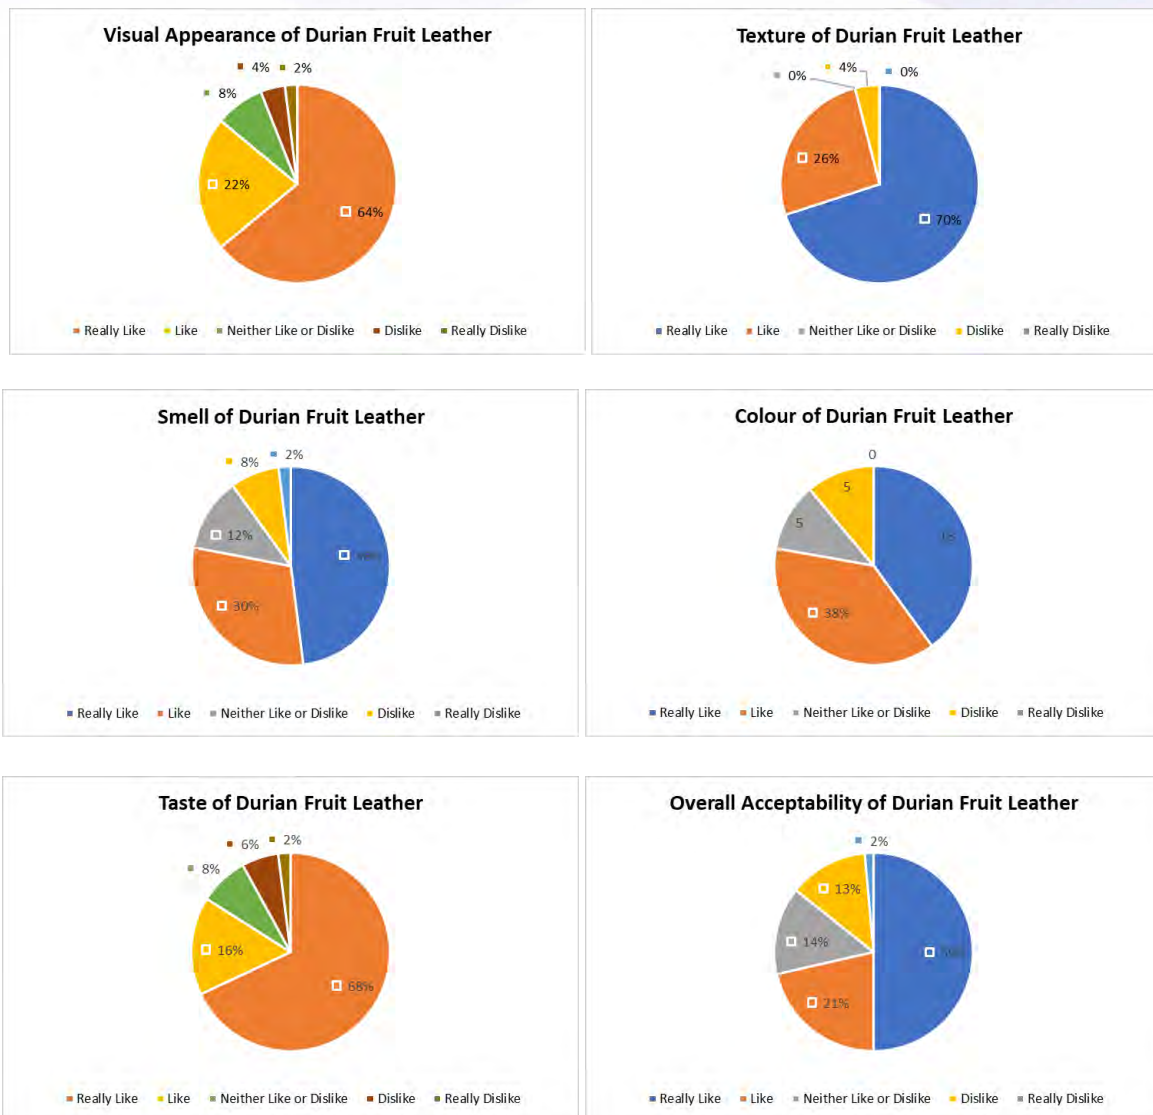 Visual Appearance of Durian Fruit Leather
4% 2%
8%
22%
64%
Really Like Like Neither Like or Dislike Dislike Really Dislike
Texture of Durian Fruit Leather
0% 4% 0%
26%
70%
Really Like Like Neither Like or Dislike Dislike Really Dislike
Smell of Durian Fruit Leather
8% 2%
12%
30%
Really Like Like Neither Like or Dislike Dislike Really Dislike
Colour of Durian Fruit Leather
0
5
5
18
38%
Really Like Like Neither Like or Dislike Dislike Really Dislike
Taste of Durian Fruit Leather
6% 2%
8%
16%
68%
Really Like Like Neither Like or Dislike Dislike Really Dislike
Overall Acceptability of Durian Fruit Leather
2%
13%
14%
21%
Really Like Like Neither Like or Dislike Dislike Really Dislike